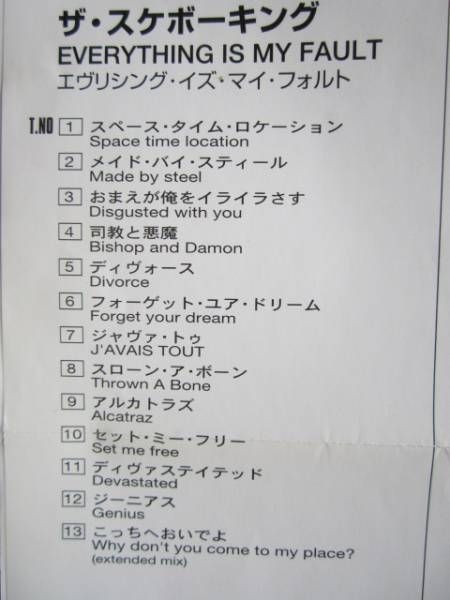 ザ・スケボーキング
EVERYTHING IS MY FAULT
エヴリシング・イズ・マイ・フォルト
T.NO 1 スペース・タイム・ロケーション
Space time location
2 メイド・バイ・スティール
Made by steel
3 おまえが俺をイライラさす
Disgusted with you
4 司教と悪魔
Bishop and Damon
5 ディヴォース
Divorce
6 フォーゲット・ユア・ドリーム
Forget your dream
7 ジャヴァ・トゥ
J'AVAIS TOUT
8 スローン・ア・ボーン
Thrown A Bone
9 アルカトラズ
Alcatraz
10 セット・ミー・フリー
Set me free
11 ディヴァステイテッド
Devastated
12 ジーニアス
Genius
13 こっちへおいでよ
Why don't you come to my place?
(extended mix)